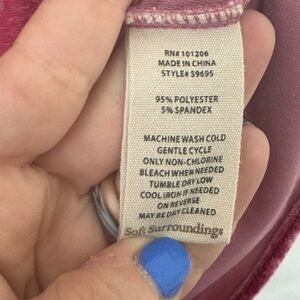 RN# 101206
MADE IN CHINA
STYLE# 59695
95% POLYESTER
5% SPANDEX
MACHINE WASH COLD
GENTLE CYCLE
ONLY NON-CHLORINE
BLEACH WHEN NEEDED
TUMBLE DRY LOW
COOL IRON IF NEEDED
ON REVERSE
MAY BE DRY CLEANED
Soft Surroundings